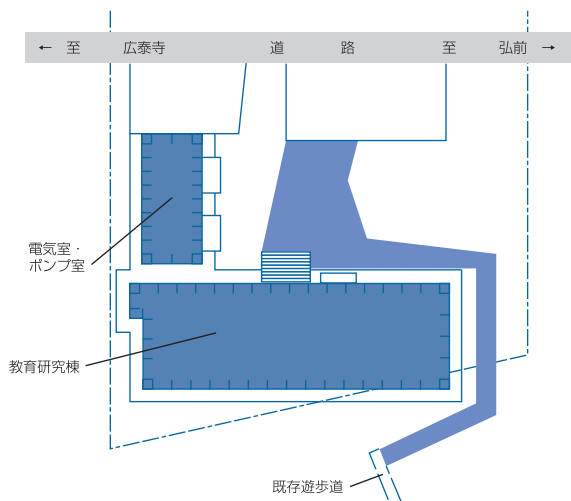 ← 至 広泰寺 道 路 至 弘前 →
電気室・
ポンプ室
教育研究棟
既存遊歩道